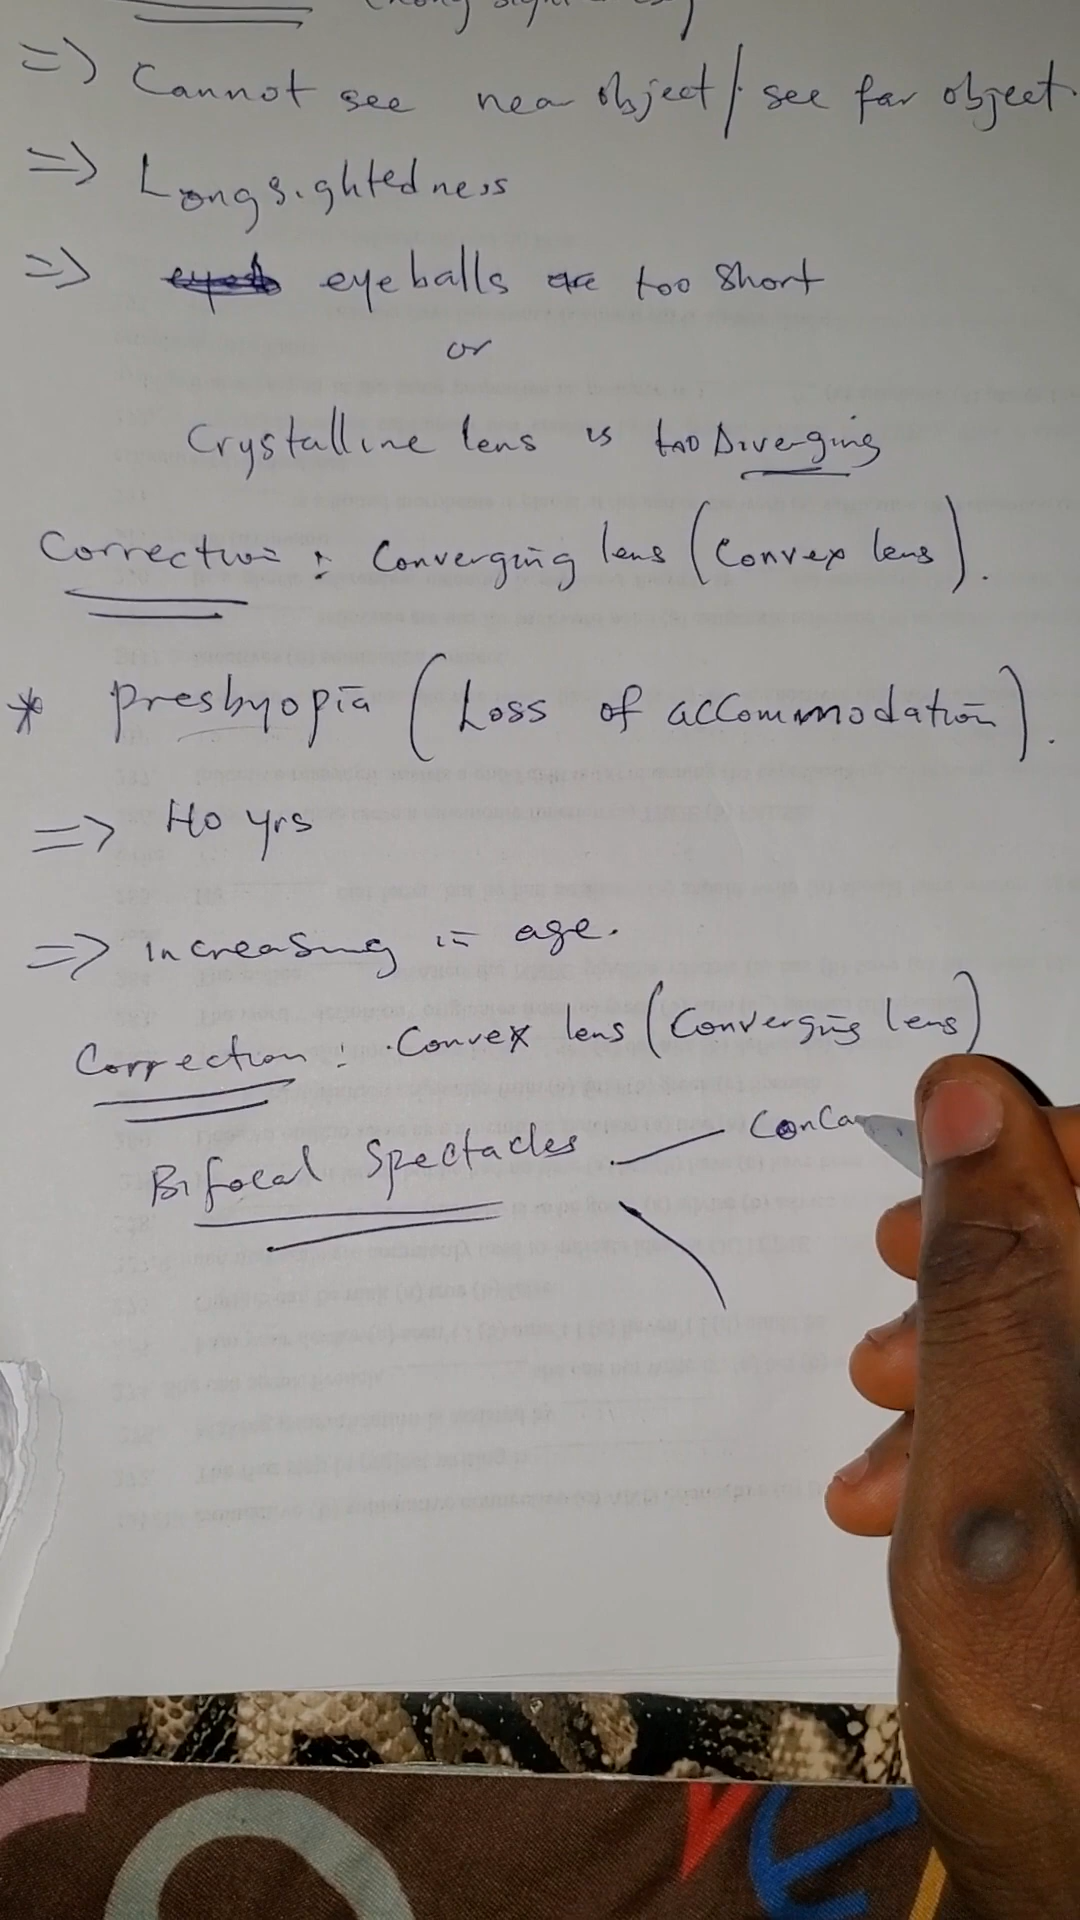 => Cannot see near object / see far object.
=> Longsightedness
=> eyeballs are too short
or
Crystalline lens is too Diverging
Correction : Converging lens (Convex lens).
* Presbyopia (Loss of accommodation).
=> 40 yrs
=> increasing in age.
Correction : Convex lens (Converging lens)
Bifocal Spectacles — Conca